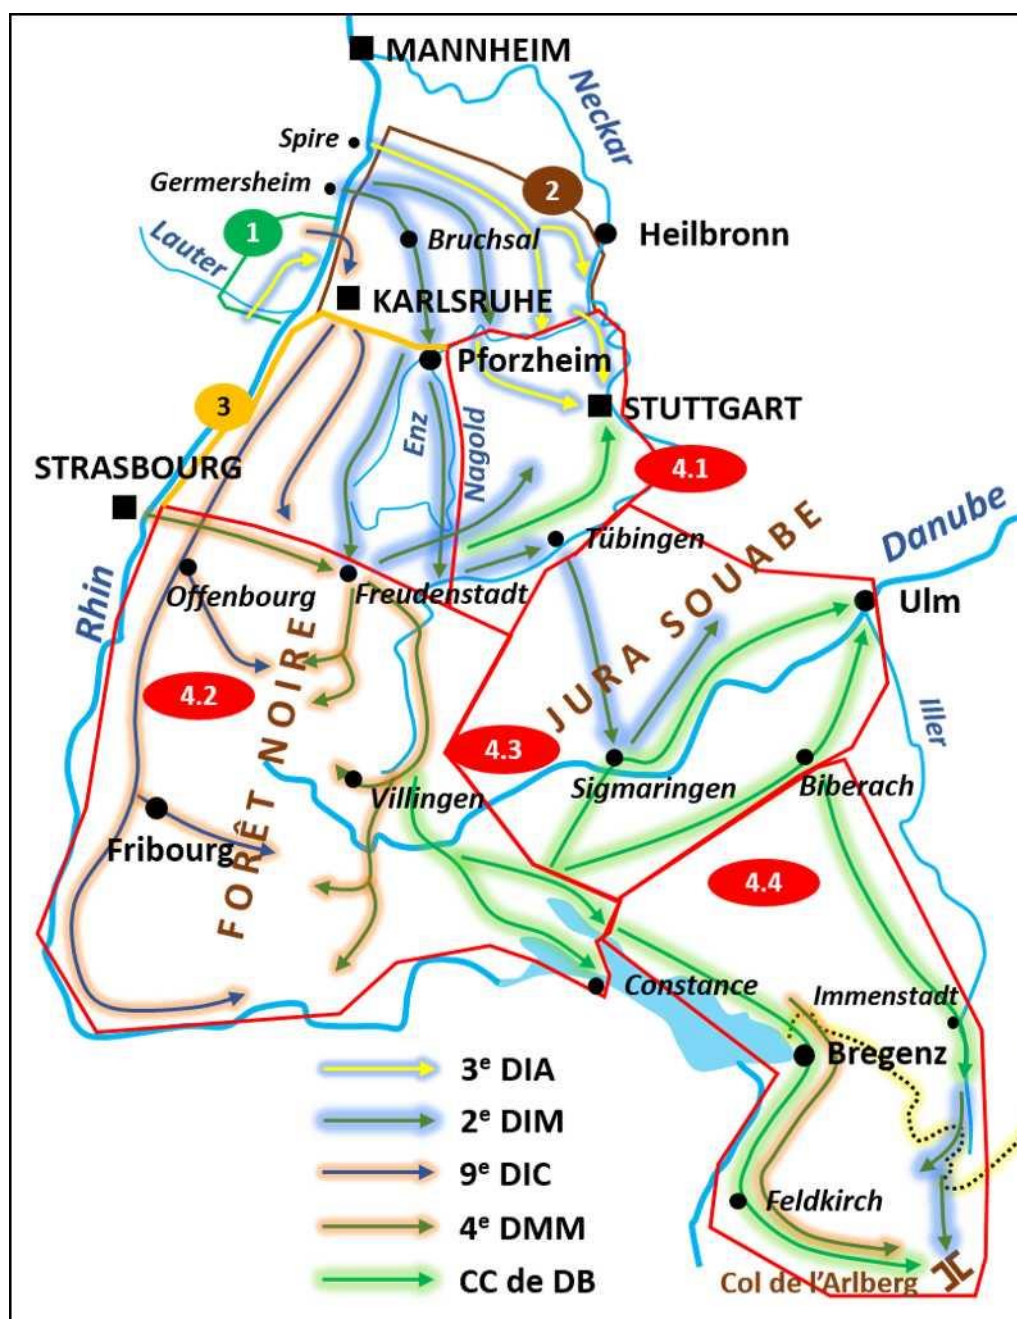 MANNHEIM
Neckar
Spire
Germersheim
2
1
Lauter
Bruchsal
Heilbronn
KARLSRUHE
Pforzheim
3
STUTTGART
Enz
Nagold
STRASBOURG
4.1
Danube
Tübingen
Rhin
Offenbourg
Freudenstadt
JURA SOUABE
Ulm
4.2
FORÊT NOIRE
4.3
Iller
Villingen
Sigmaringen
Biberach
Fribourg
4.4
Constance
Immenstadt
Bregenz
3e DIA
2e DIM
9e DIC
Feldkirch
4e DMM
CC de DB
Col de l'Arlberg